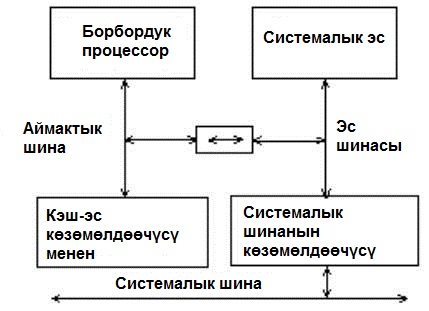 Борбордук
процессор
Системалык эс
Аймактык
шина
Эс
шинасы
Кэш-эс
көзөмөлдөөчүсү
менен
Системалык
шинанын
көзөмөлдөөчүсү
Системалык шина